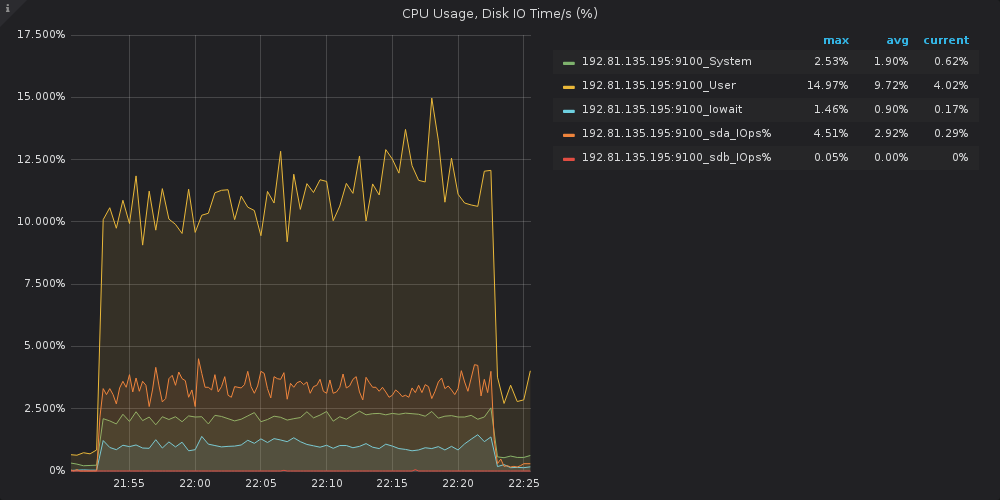 i
CPU Usage, Disk IO Time/s (%)
17.500%
15.000%
12.500%
10.000%
7.500%
5.000%
2.500%
0%
21:55 22:00 22:05 22:10 22:15 22:20 22:25
max avg current
192.81.135.195:9100_System 2.53% 1.90% 0.62%
192.81.135.195:9100_User 14.97% 9.72% 4.02%
192.81.135.195:9100_Iowait 1.46% 0.90% 0.17%
192.81.135.195:9100_sda_IOps% 4.51% 2.92% 0.29%
192.81.135.195:9100_sdb_IOps% 0.05% 0.00% 0%